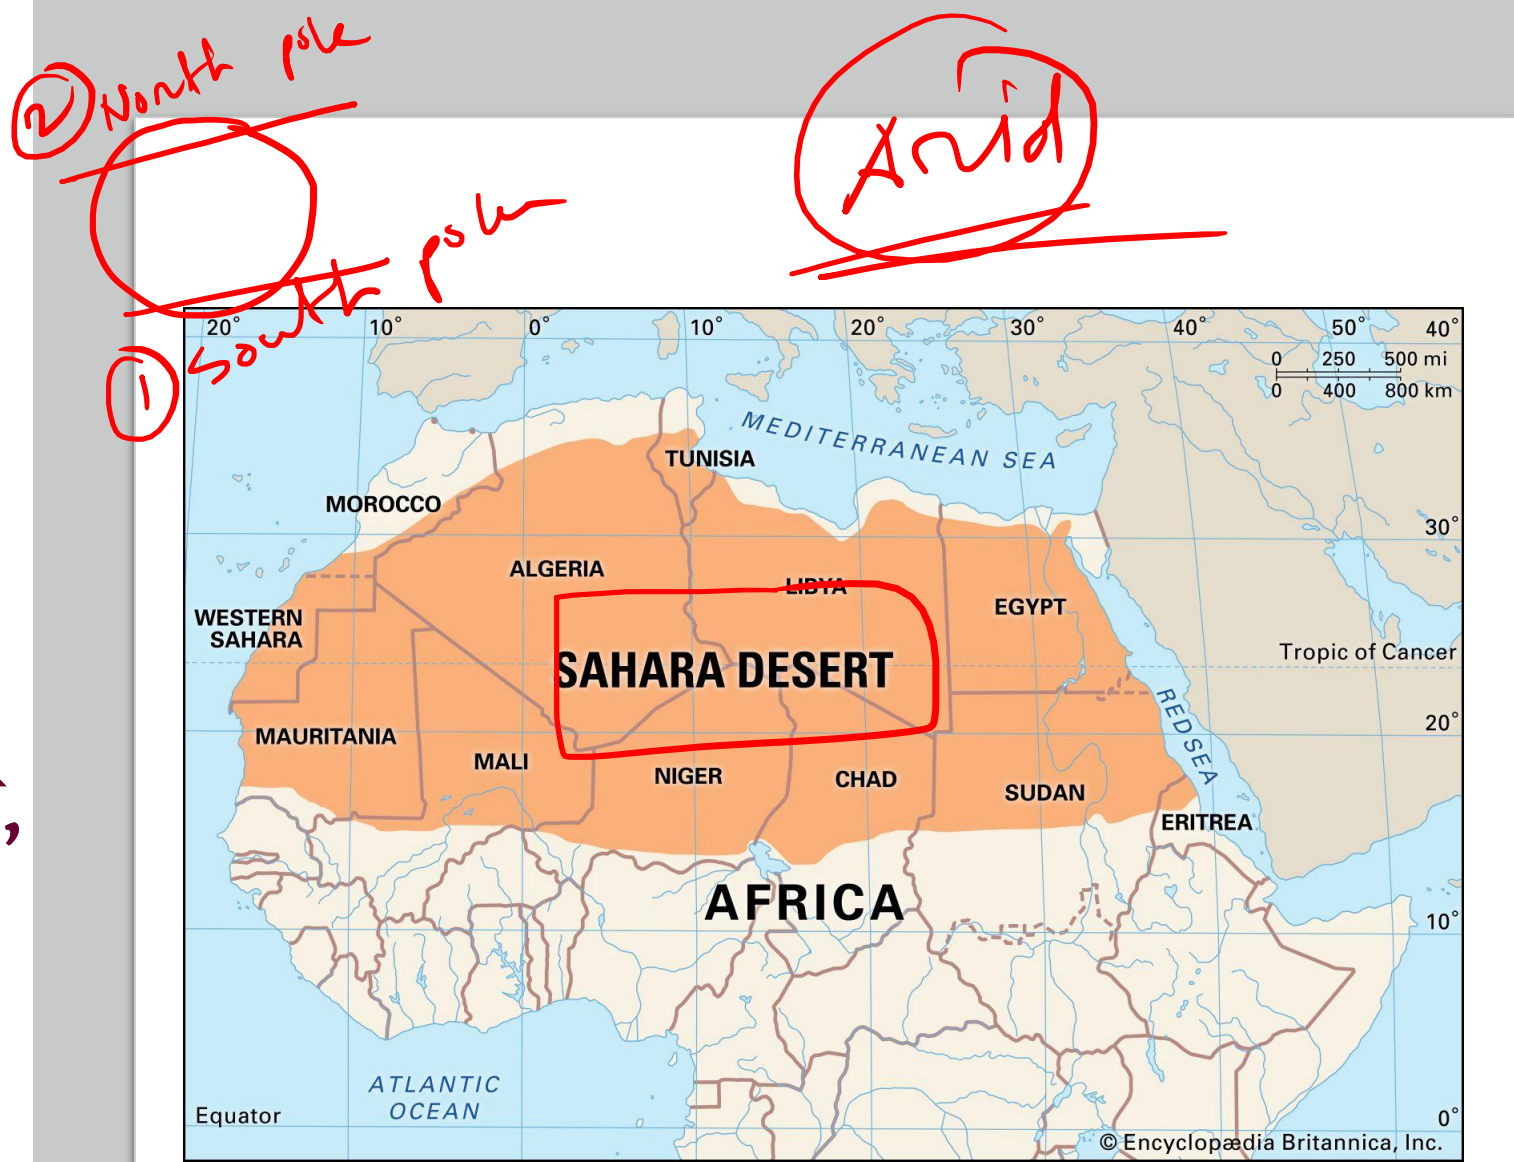 ② North pole
Arid
① South pole
20° 10° 0° 10° 20° 30° 40° 50° 40°
0 250 500 mi
0 400 800 km
MEDITERRANEAN SEA
TUNISIA
MOROCCO
30°
ALGERIA
LIBYA
EGYPT
WESTERN
SAHARA
SAHARA DESERT
Tropic of Cancer
RED SEA
20°
MAURITANIA
MALI
NIGER
CHAD
SUDAN
ERITREA
,
AFRICA
10°
ATLANTIC
OCEAN
Equator
0°
© Encyclopædia Britannica, Inc.